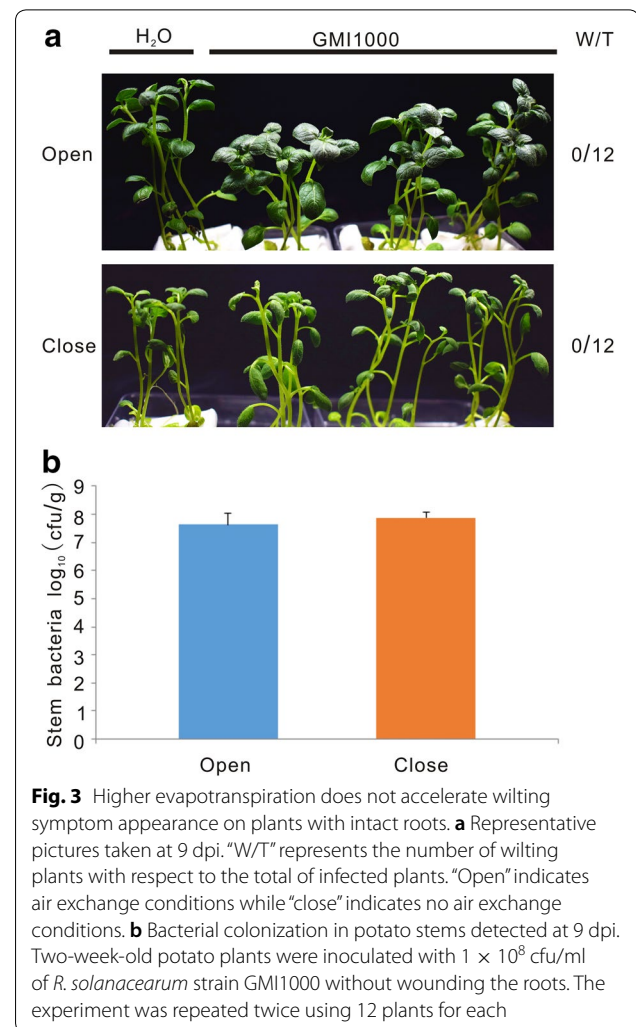 a
H₂O GMI1000 W/T
Open 0/12
Close 0/12
b
Stem bacteria log₁₀ (cfu/g)
9
8
7
6
5
4
3
2
1
0
Open Close
Fig. 3 Higher evapotranspiration does not accelerate wilting
symptom appearance on plants with intact roots. a Representative
pictures taken at 9 dpi. “W/T” represents the number of wilting
plants with respect to the total of infected plants. “Open” indicates
air exchange conditions while “close” indicates no air exchange
conditions. b Bacterial colonization in potato stems detected at 9 dpi.
Two-week-old potato plants were inoculated with 1 × 10⁸ cfu/ml
of R. solanacearum strain GMI1000 without wounding the roots. The
experiment was repeated twice using 12 plants for each